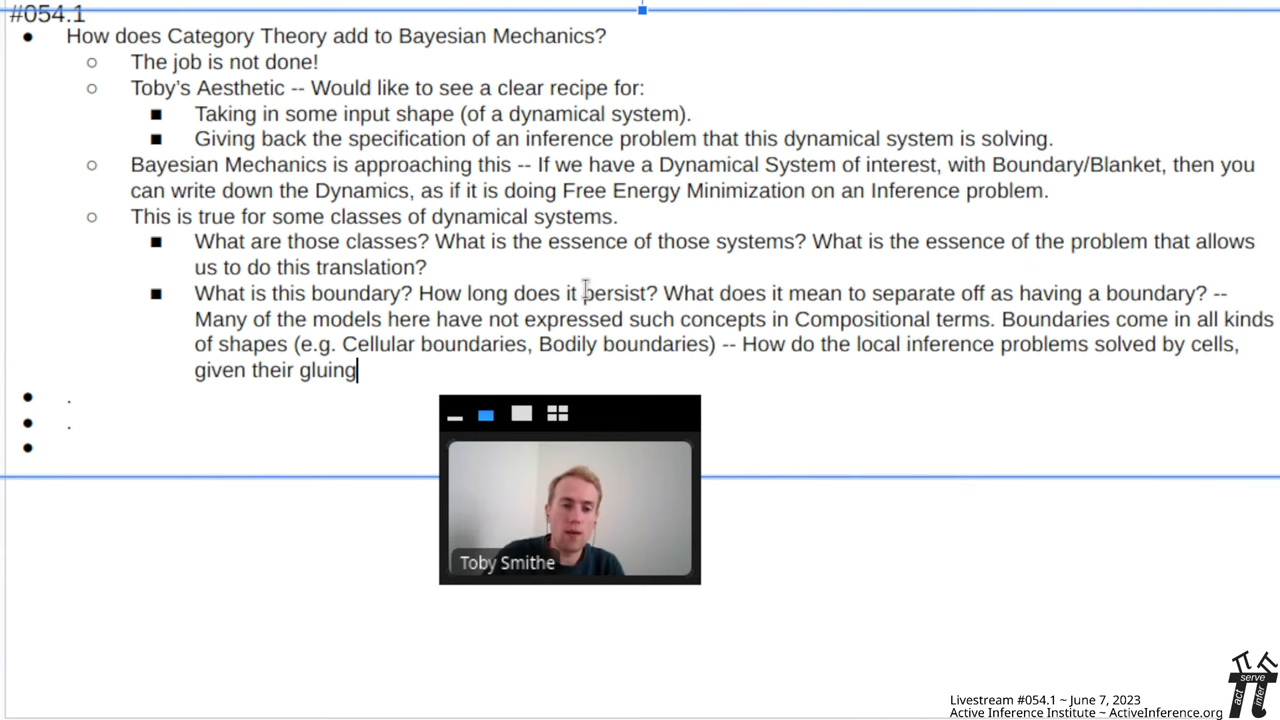 #054.1
● How does Category Theory add to Bayesian Mechanics?
○ The job is not done!
○ Toby's Aesthetic -- Would like to see a clear recipe for:
■ Taking in some input shape (of a dynamical system).
■ Giving back the specification of an inference problem that this dynamical system is solving.
○ Bayesian Mechanics is approaching this -- If we have a Dynamical System of interest, with Boundary/Blanket, then you
can write down the Dynamics, as if it is doing Free Energy Minimization on an Inference problem.
○ This is true for some classes of dynamical systems.
■ What are those classes? What is the essence of those systems? What is the essence of the problem that allows
us to do this translation?
■ What is this boundary? How long does it persist? What does it mean to separate off as having a boundary? --
Many of the models here have not expressed such concepts in Compositional terms. Boundaries come in all kinds
of shapes (e.g. Cellular boundaries, Bodily boundaries) -- How do the local inference problems solved by cells,
given their gluing
● .
● .
●
Toby Smithe
π π
serve
act infer
Livestream #054.1 ~ June 7, 2023
Active Inference Institute ~ ActiveInference.org